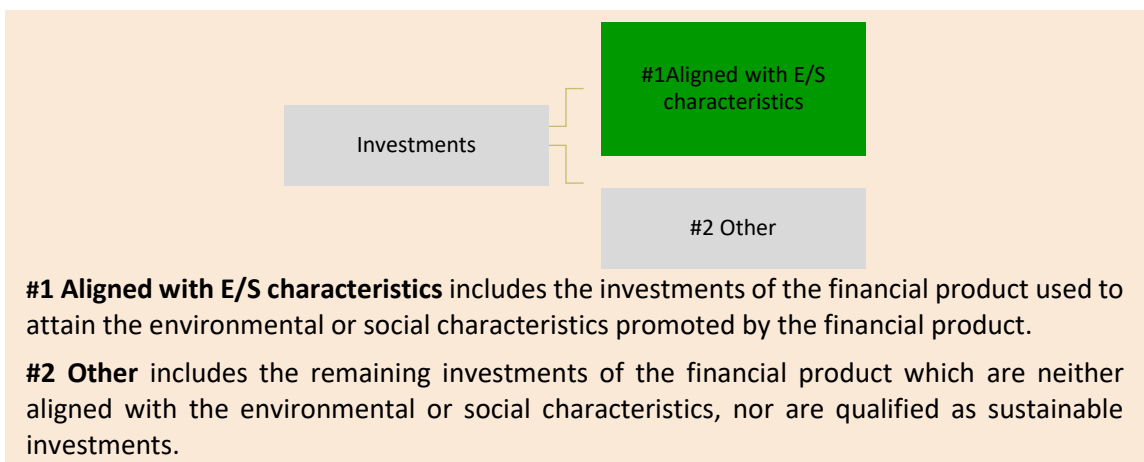 #1Aligned with E/S
characteristics
Investments
#2 Other
#1 Aligned with E/S characteristics includes the investments of the financial product used to
attain the environmental or social characteristics promoted by the financial product.
#2 Other includes the remaining investments of the financial product which are neither
aligned with the environmental or social characteristics, nor are qualified as sustainable
investments.